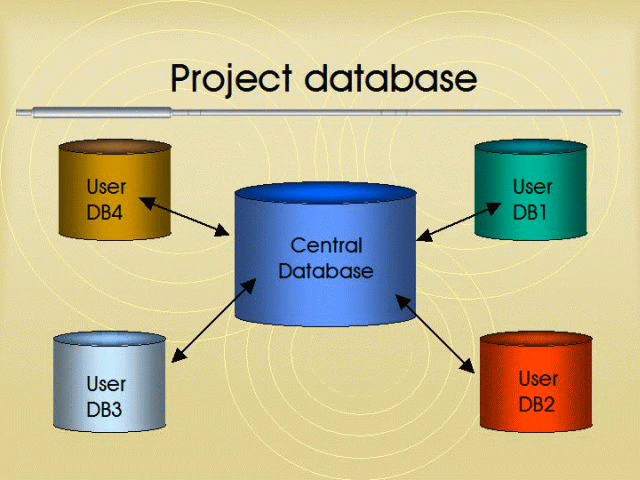 Project database
User
DB4
User
DB1
Central
Database
User
DB3
User
DB2